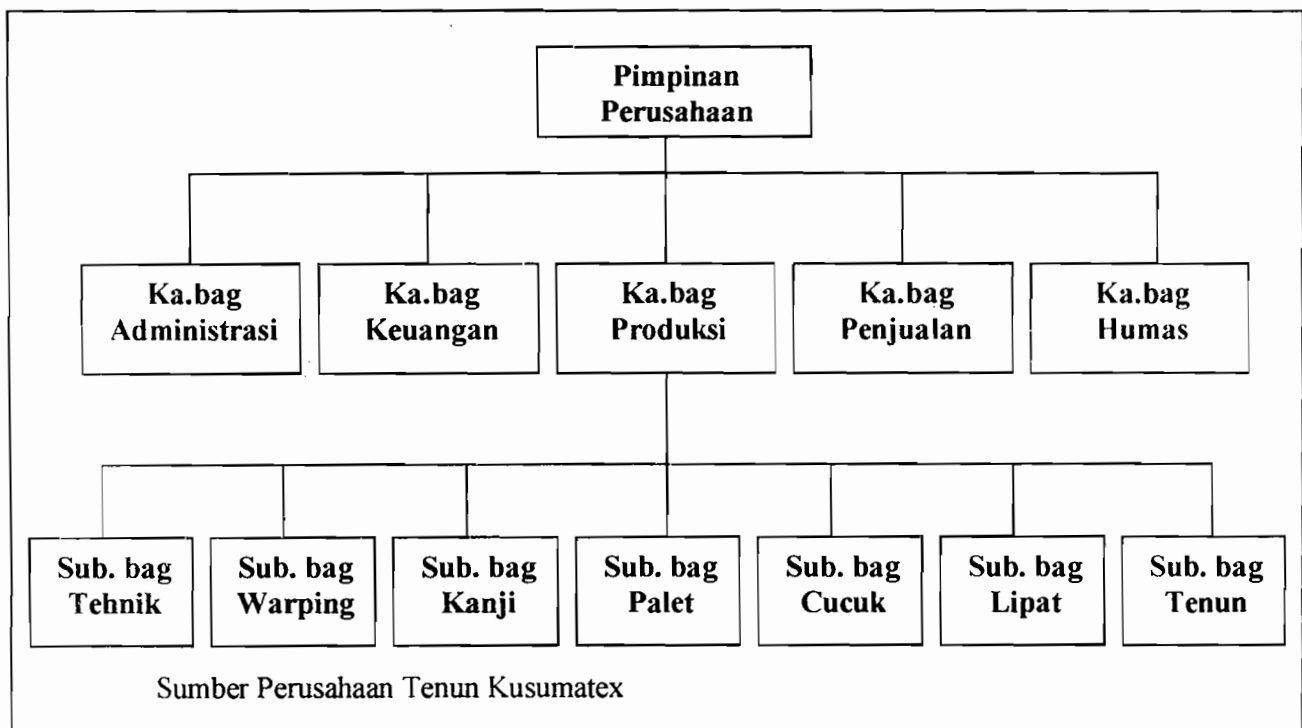 Pimpinan
Perusahaan
Ka.bag
Administrasi
Ka.bag
Keuangan
Ka.bag
Produksi
Ka.bag
Penjualan
Ka.bag
Humas
Sub. bag
Tehnik
Sub. bag
Warping
Sub. bag
Kanji
Sub. bag
Palet
Sub. bag
Cucuk
Sub. bag
Lipat
Sub. bag
Tenun
Sumber Perusahaan Tenun Kusumatex